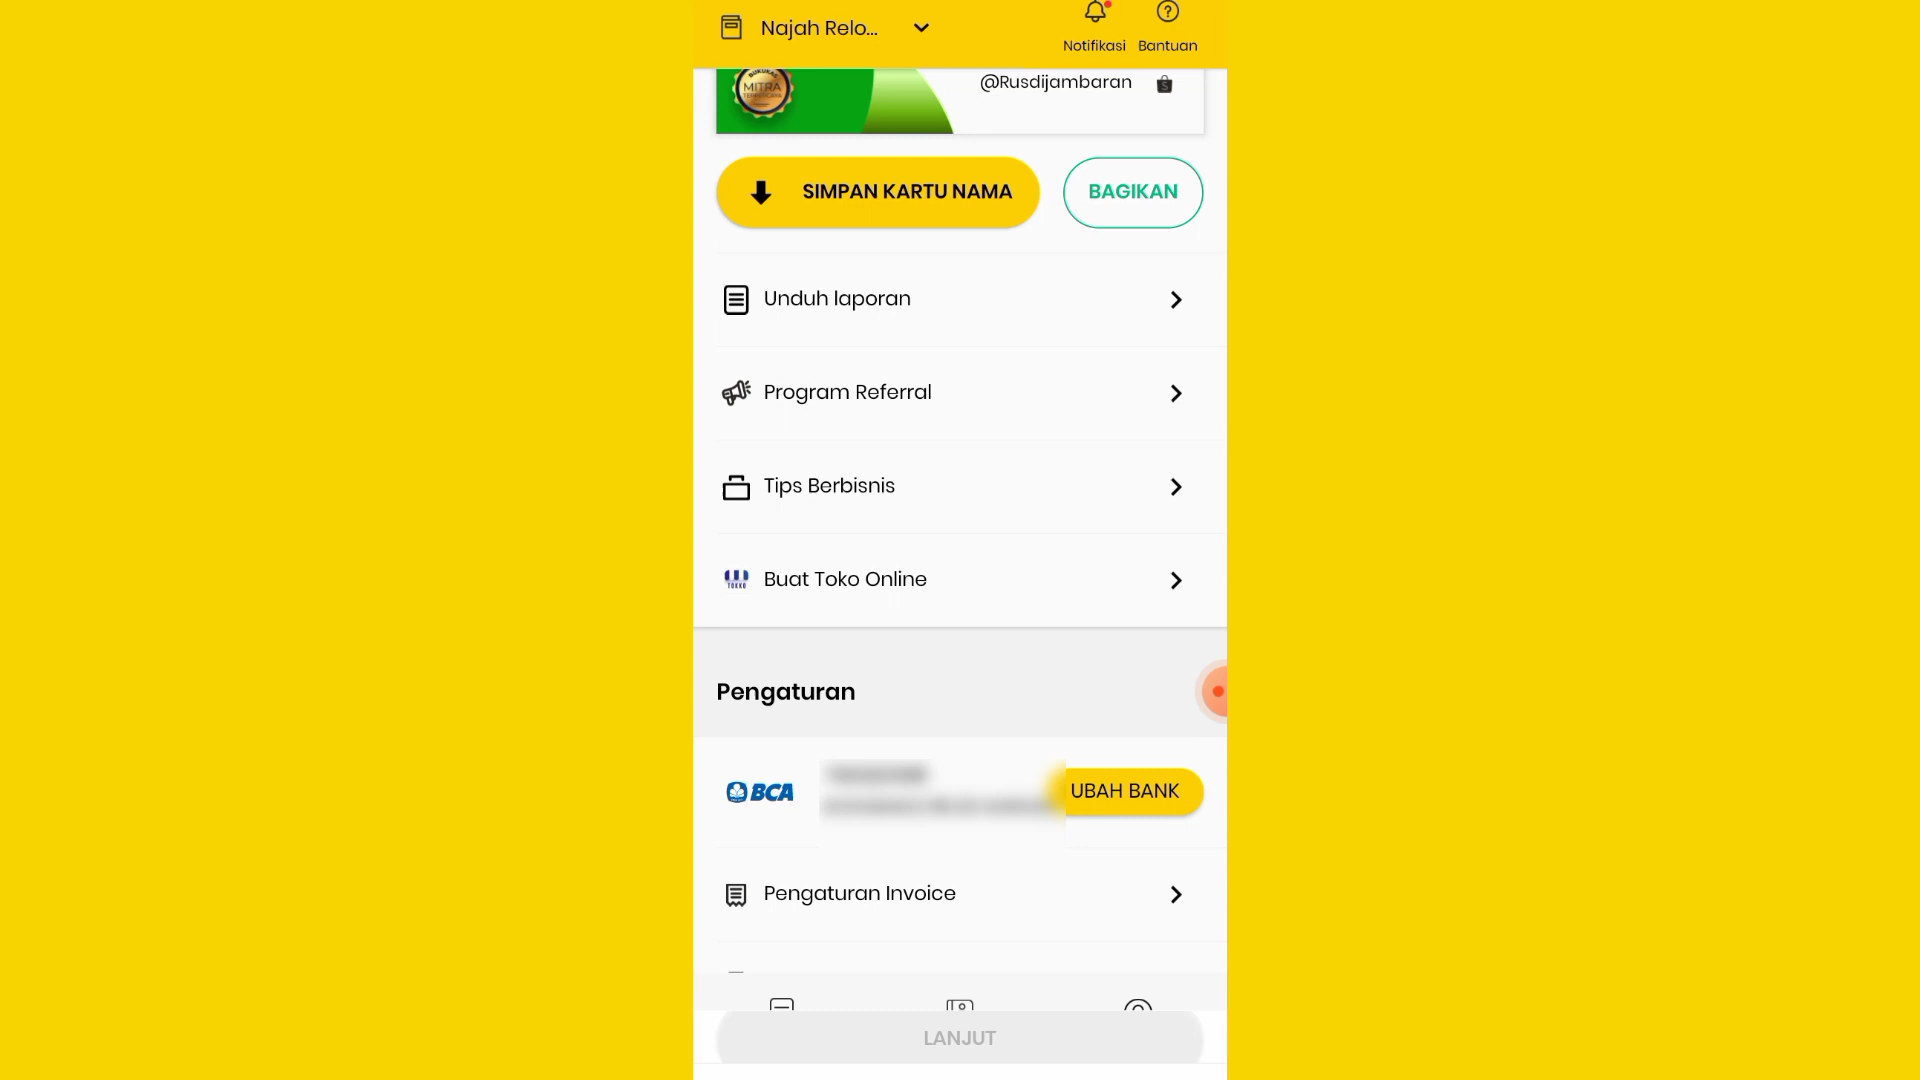 Najah Relo...
Notifikasi
Bantuan
MITRA
@Rusdijambaran
SIMPAN KARTU NAMA
BAGIKAN
Unduh laporan
Program Referral
Tips Berbisnis
TOKKO
Buat Toko Online
Pengaturan
BCA
UBAH BANK
Pengaturan Invoice
LANJUT